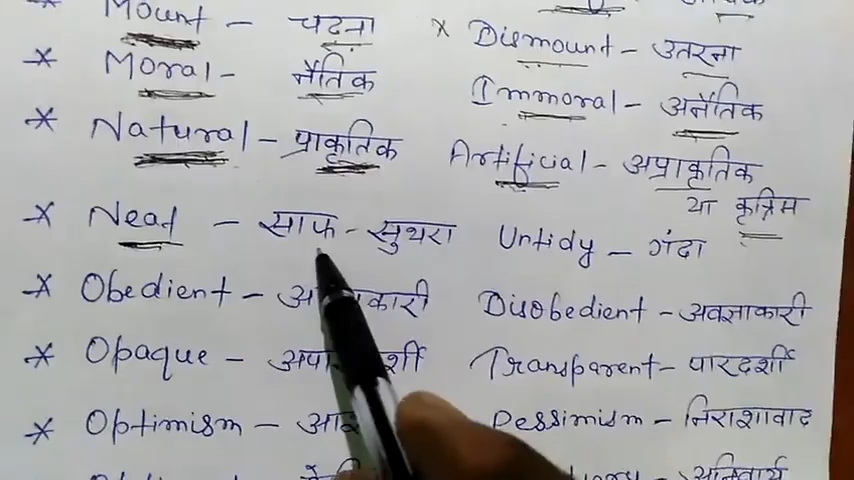 Mount - चढना
* Dismount - उतरना
* Moral - नैतिक
Immoral - अनैतिक
* Natural - प्राकृतिक
Artificial - अप्राकृतिक
या कृत्रिम
* Neat - साफ - सुथरा
Untidy - गंदा
* Obedient -
Disobedient - अवज्ञाकारी
* Opaque -
Transparent - पारदर्शी
* Optimism -
Pessimism - निराशावाद